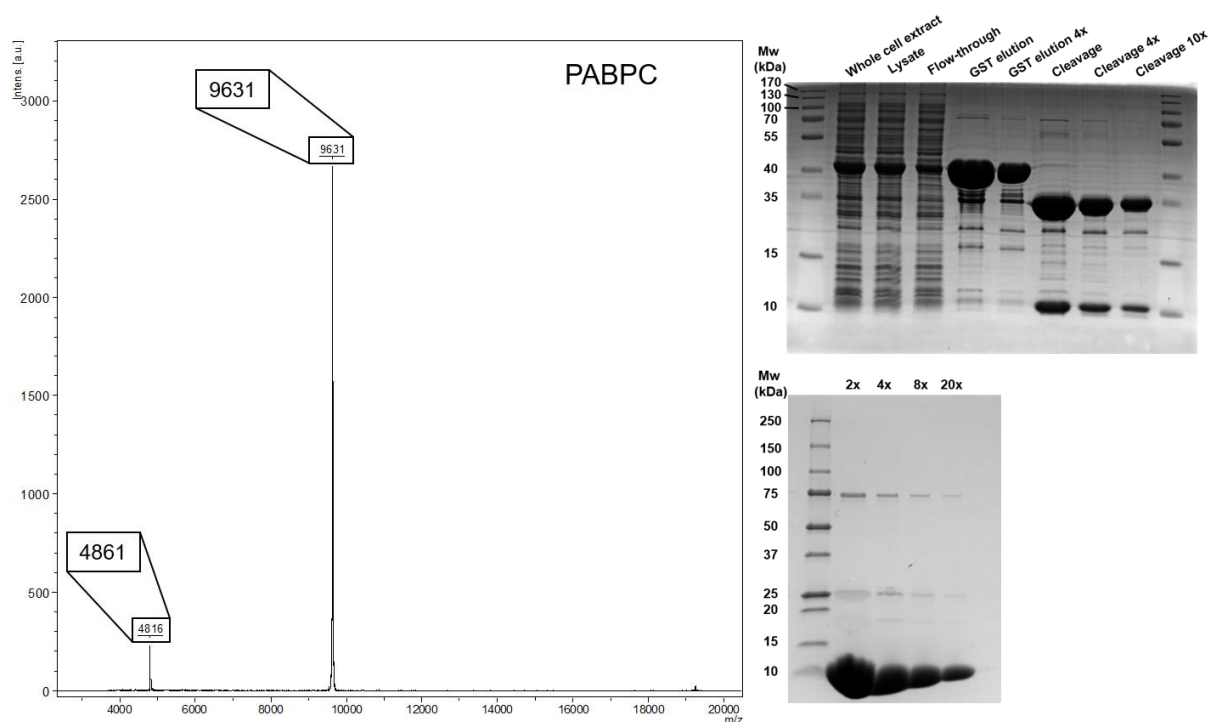 PABPC
9631
9631
4861
4816
Intens. [a.u.]
3000
2500
2000
1500
1000
500
0
4000
6000
8000
10000
12000
14000
16000
18000
20000
m/z
Mw
(kDa)
Whole cell extract
Lysate
Flow-through
GST elution
GST elution 4x
Cleavage
Cleavage 4x
Cleavage 10x
170
130
100
70
55
40
35
15
10
Mw
(kDa)
2x
4x
8x
20x
250
150
100
75
50
37
25
20
15
10